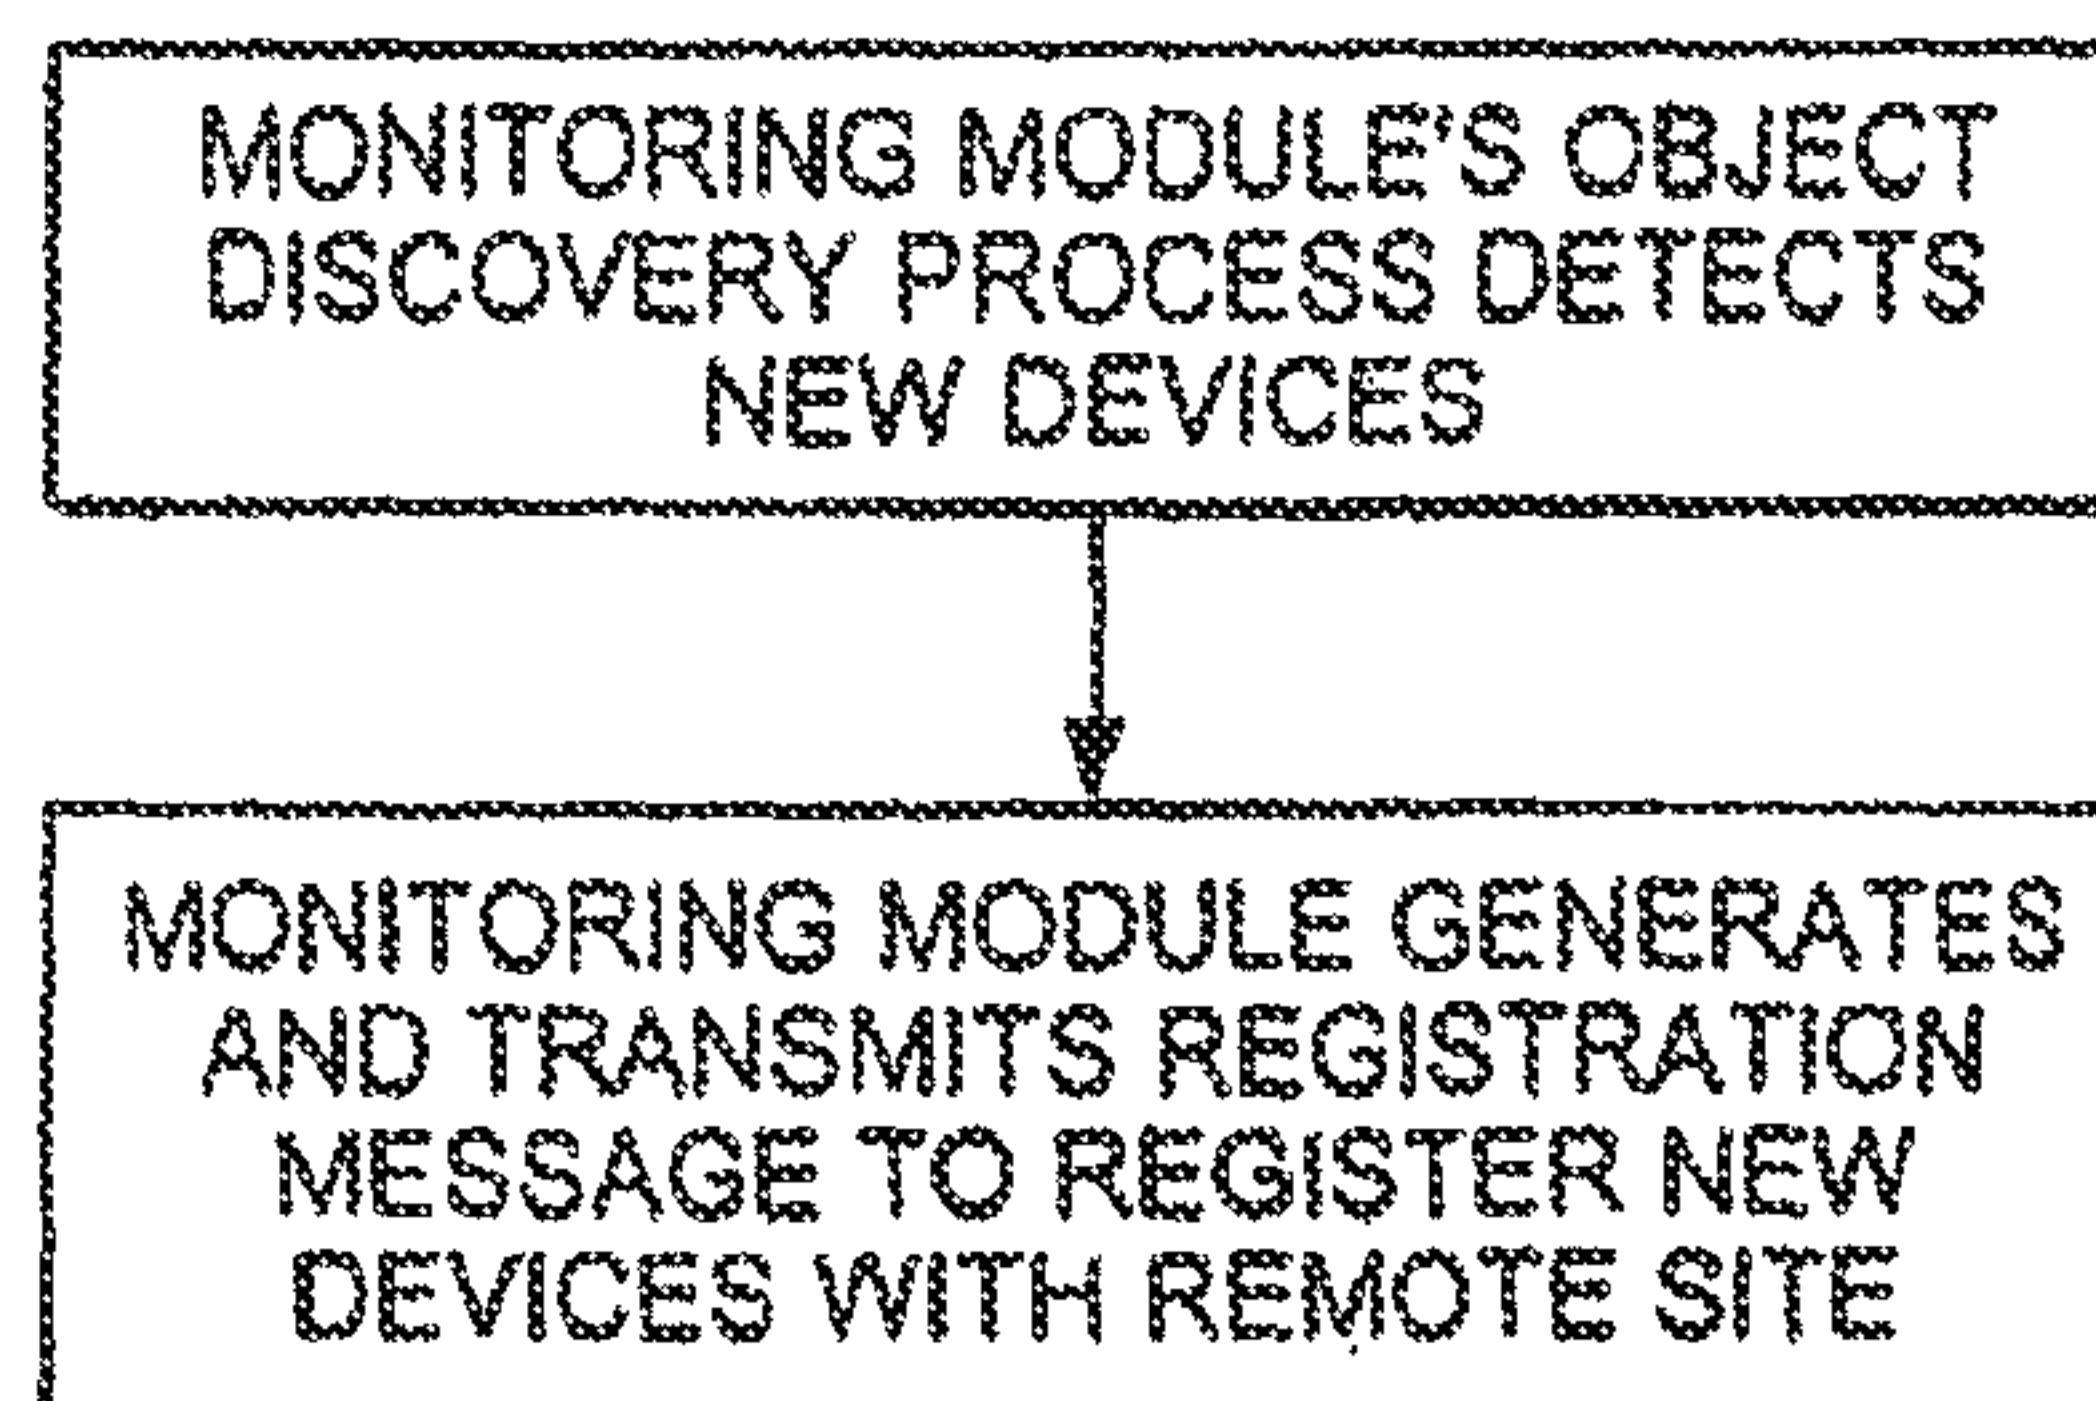 MONITORING MODULE'S OBJECT
DISCOVERY PROCESS DETECTS
NEW DEVICES
MONITORING MODULE GENERATES
AND TRANSMITS REGISTRATION
MESSAGE TO REGISTER NEW
DEVICES WITH REMOTE SITE